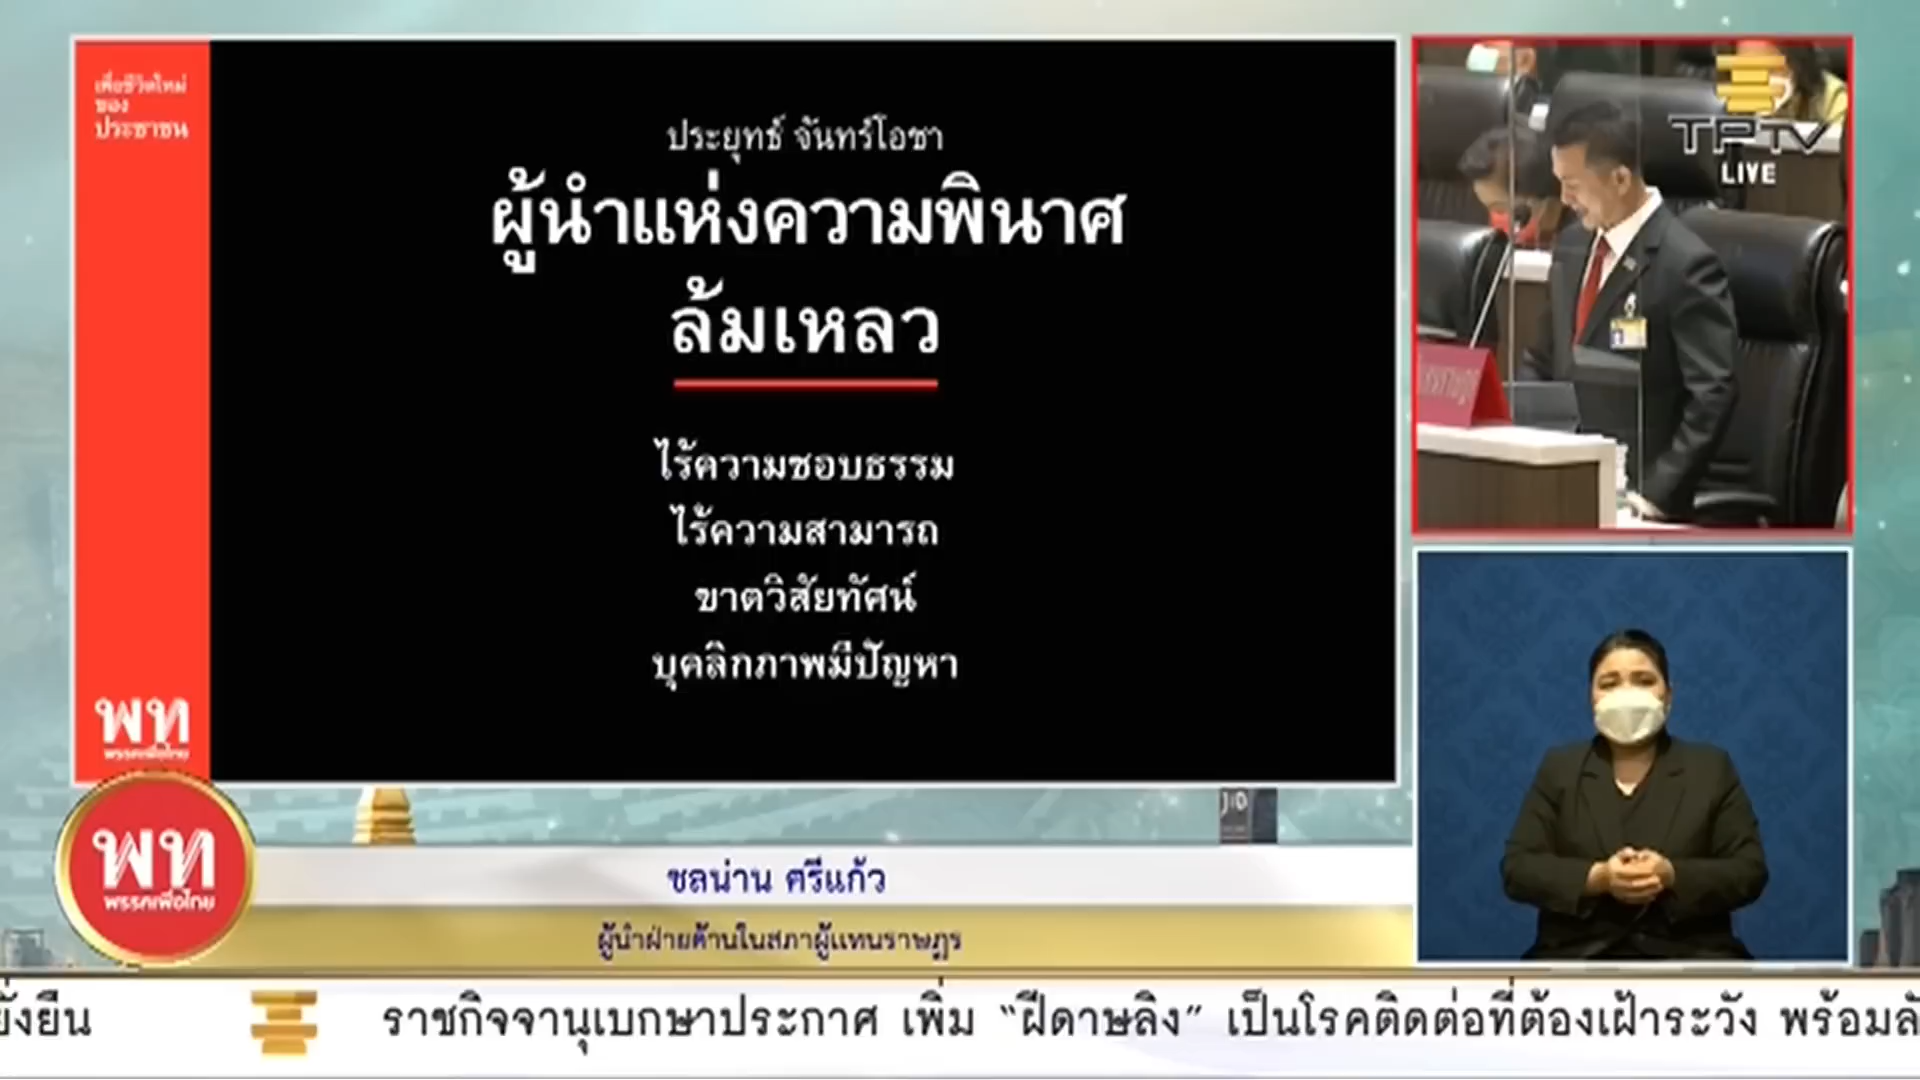 เพื่อชีวิตใหม่
ของ
ประชาชน
ประยุทธ์ จันทร์โอชา
ผู้นำแห่งความพินาศ
ล้มเหลว
ไร้ความชอบธรรม
ไร้ความสามารถ
ขาดวิสัยทัศน์
บุคลิกภาพมีปัญหา
พท
พรรคเพื่อไทย
TPTV
LIVE
พท
พรรคเพื่อไทย
ชลน่าน ศรีแก้ว
ผู้นำฝ่ายค้านในสภาผู้แทนราษฎร
ยั่งยืน
ราชกิจจานุเบกษาประกาศ เพิ่ม “ฝีดาษลิง” เป็นโรคติดต่อที่ต้องเฝ้าระวัง พร้อมลั